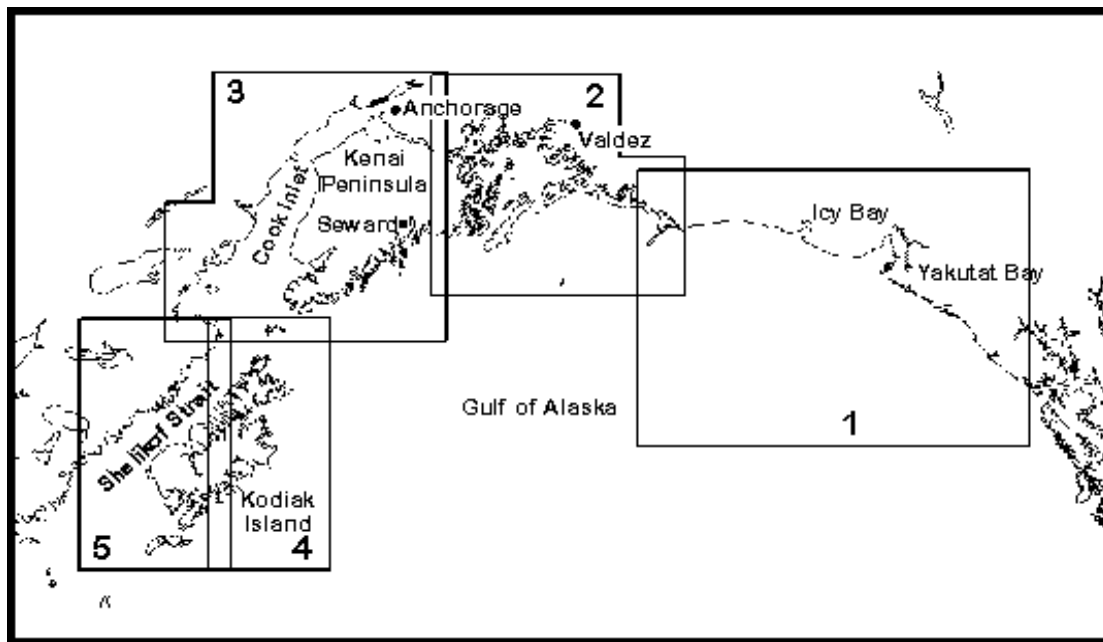 3
Anchorage
2
Valdez
Kenai
Peninsula
Cook Inlet
Seward
Icy Bay
Yakutat Bay
Gulf of Alaska
1
Shelikof Strait
Kodiak
Island
5
4